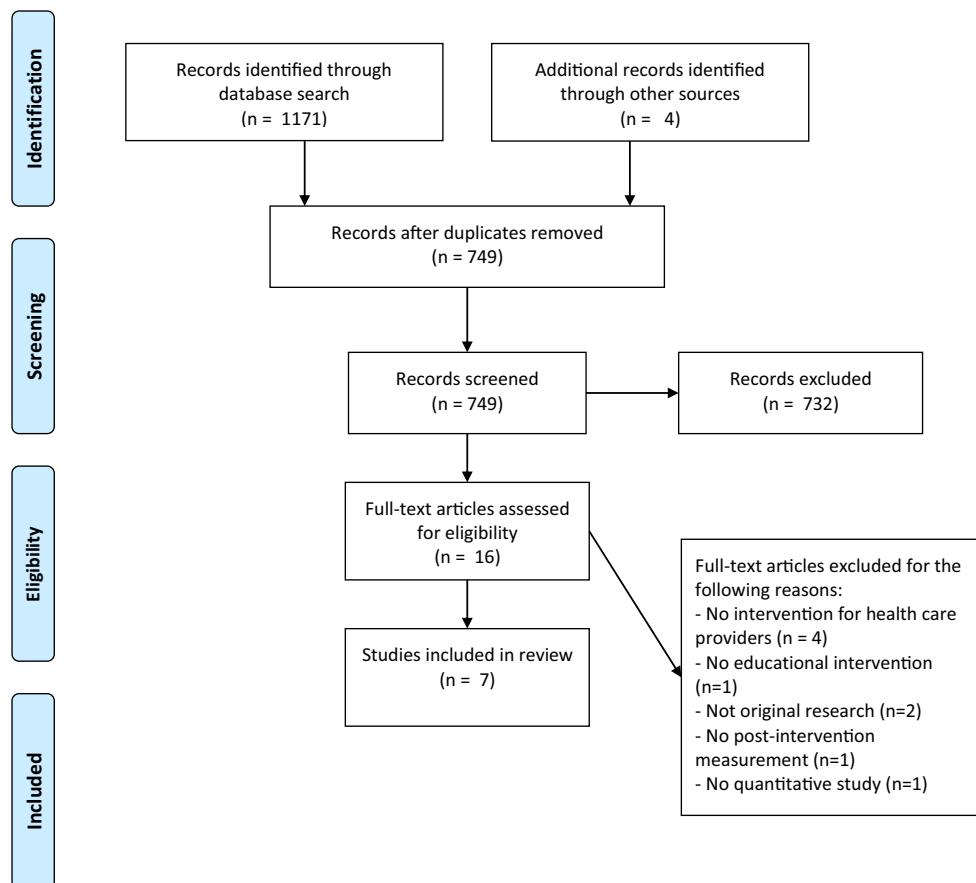 Identification
Records identified through
database search
(n = 1171)
Additional records identified
through other sources
(n = 4)
Records after duplicates removed
(n = 749)
Screening
Records screened
(n = 749)
Records excluded
(n = 732)
Eligibility
Full-text articles assessed
for eligibility
(n = 16)
Full-text articles excluded for the
following reasons:
- No intervention for health care
providers (n = 4)
- No educational intervention
(n=1)
- Not original research (n=2)
- No post-intervention
measurement (n=1)
- No quantitative study (n=1)
Studies included in review
(n = 7)
Included